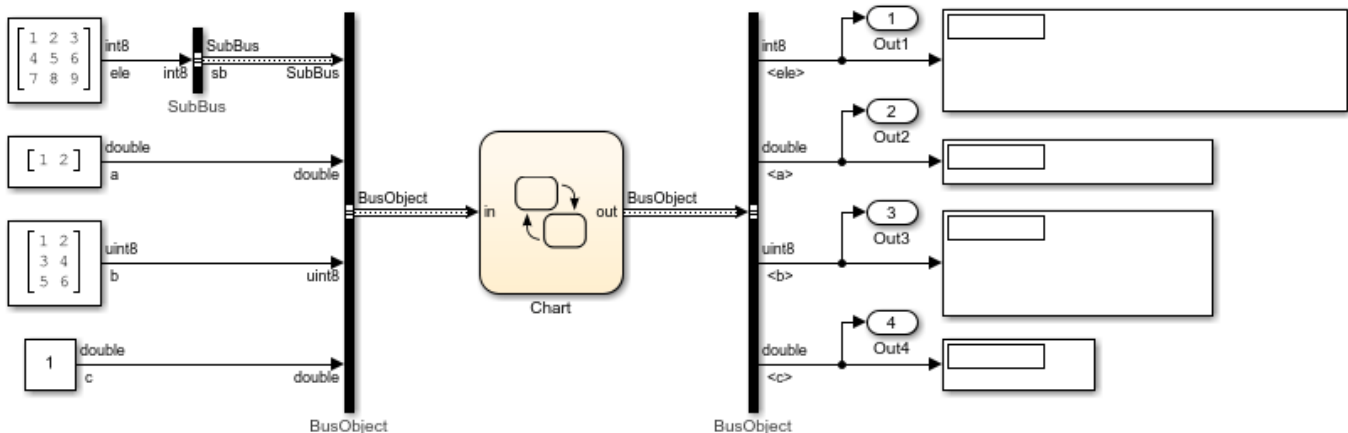 1 2 3
4 5 6
7 8 9
int8
ele
int8
SubBus
sb
SubBus
SubBus
1 2
double
a
double
1 2
3 4
5 6
uint8
b
uint8
1
double
c
double
BusObject
BusObject
in
out
Chart
BusObject
BusObject
int8
<ele>
1
Out1
double
<a>
2
Out2
uint8
<b>
3
Out3
double
<c>
4
Out4